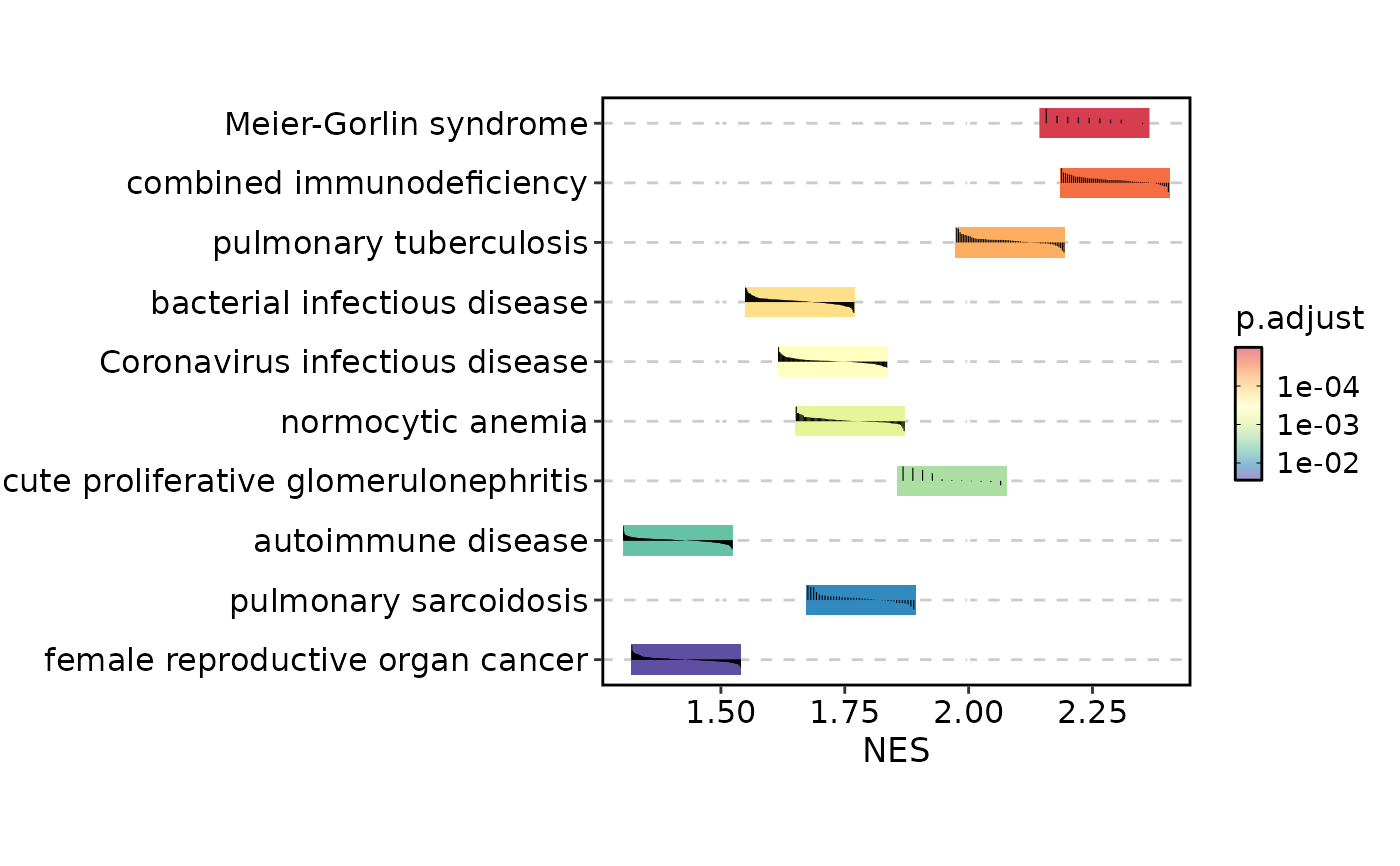 Meier-Gorlin syndrome
combined immunodeficiency
pulmonary tuberculosis
bacterial infectious disease
Coronavirus infectious disease
normocytic anemia
cute proliferative glomerulonephritis
autoimmune disease
pulmonary sarcoidosis
female reproductive organ cancer
1.50 1.75 2.00 2.25
NES
p.adjust
1e-04
1e-03
1e-02